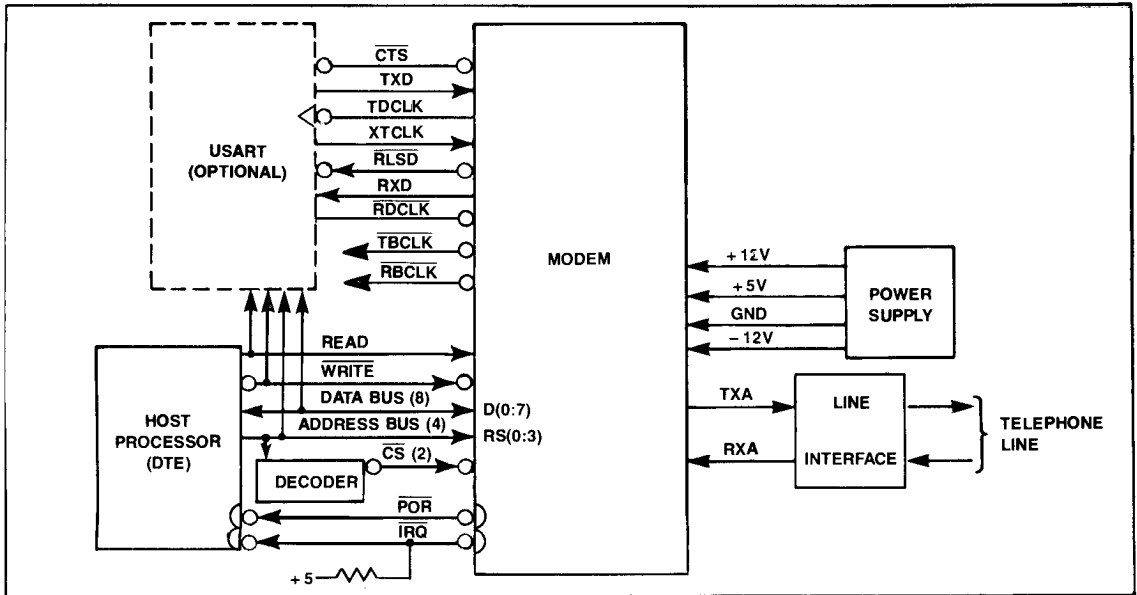 CTS
TXD
TDCLK
XTCLK
RLSD
RXD
RDCLK
TBCLK
RBCLK
USART
(OPTIONAL)
MODEM
+12V
+5V
GND
-12V
POWER
SUPPLY
READ
WRITE
DATA BUS (8)
ADDRESS BUS (4)
CS (2)
DECODER
POR
IRQ
+5
HOST
PROCESSOR
(DTE)
D(0:7)
RS(0:3)
TXA
RXA
LINE
INTERFACE
TELEPHONE
LINE